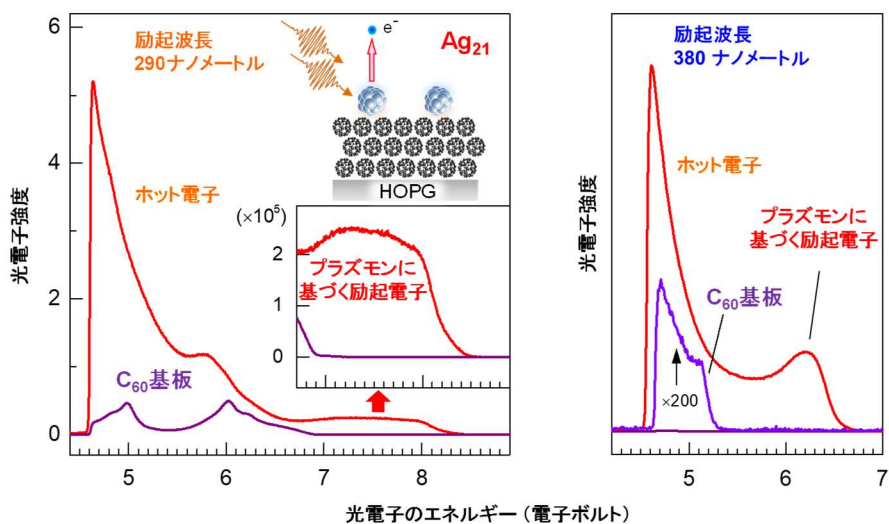 励起波長
290 ナノメートル
e-
Ag21
HOPG
ホット電子
(×10^5)
2
1
0
プラズモンに
基づく励起電子
C60基板
6
4
2
0
5
6
7
8
光電子強度
励起波長
380 ナノメートル
ホット電子
プラズモンに
基づく励起電子
C60基板
×200
光電子強度
5
6
7
光電子のエネルギー（電子ボルト）